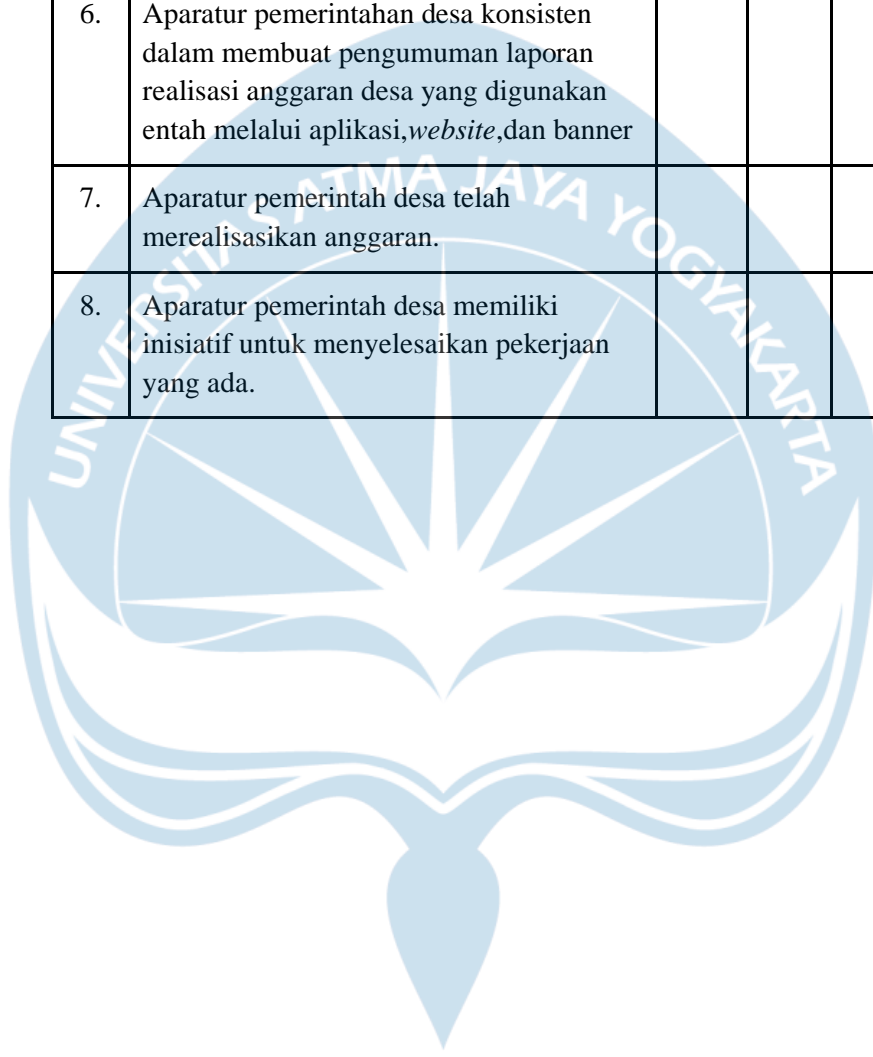 6. Aparatur pemerintahan desa konsisten
dalam membuat pengumuman laporan
realisasi anggaran desa yang digunakan
entah melalui aplikasi,website,dan banner
7. Aparatur pemerintah desa telah
merealisasikan anggaran.
8. Aparatur pemerintah desa memiliki
inisiatif untuk menyelesaikan pekerjaan
yang ada.
UNIVERSITAS ATMA JAYA YOGYAKARTA